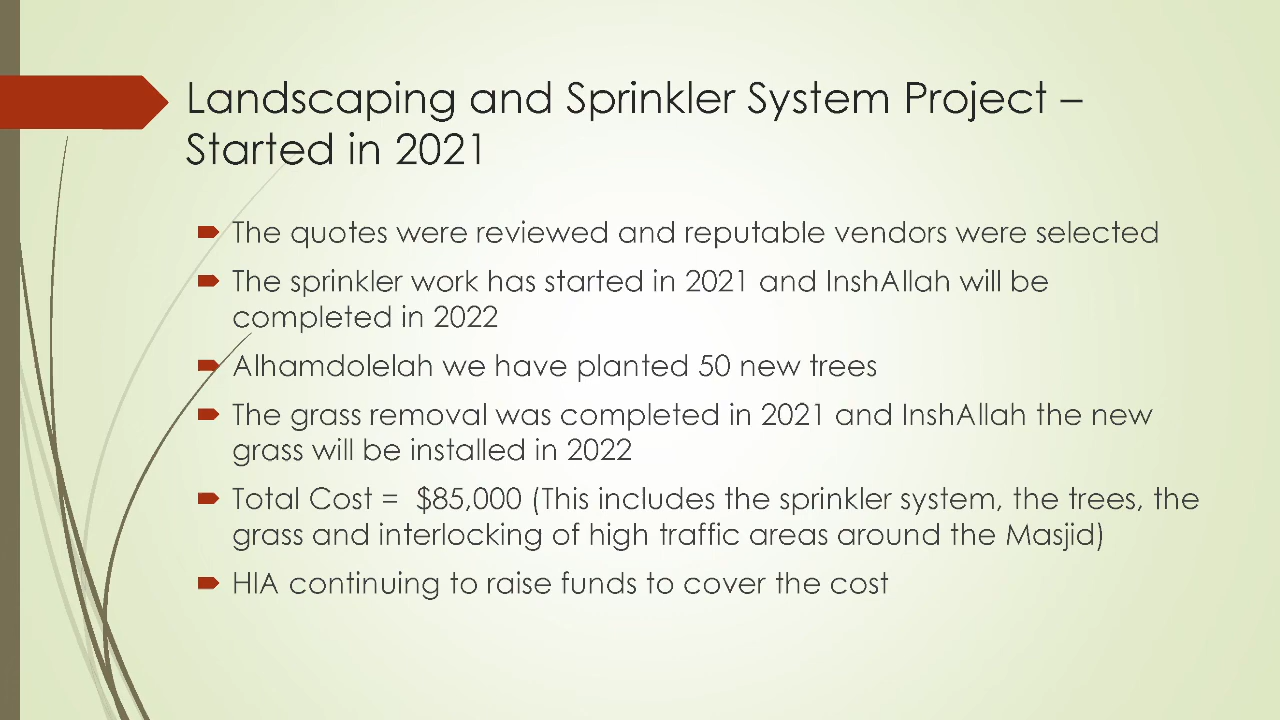 Landscaping and Sprinkler System Project –
Started in 2021
The quotes were reviewed and reputable vendors were selected
The sprinkler work has started in 2021 and InshAllah will be
completed in 2022
Alhamdolelah we have planted 50 new trees
The grass removal was completed in 2021 and InshAllah the new
grass will be installed in 2022
Total Cost =  $85,000 (This includes the sprinkler system, the trees, the
grass and interlocking of high traffic areas around the Masjid)
HIA continuing to raise funds to cover the cost